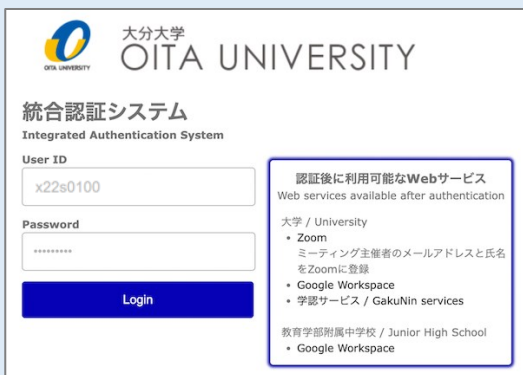 大分大学
OITA UNIVERSITY
OITA UNIVERSITY
統合認証システム
Integrated Authentication System
User ID
x22s0100
Password
·········
Login
認証後に利用可能なWebサービス
Web services available after authentication
大学 / University
• Zoom
ミーティング主催者のメールアドレスと氏名
をZoomに登録
• Google Workspace
• 学認サービス / GakuNin services
教育学部附属中学校 / Junior High School
• Google Workspace